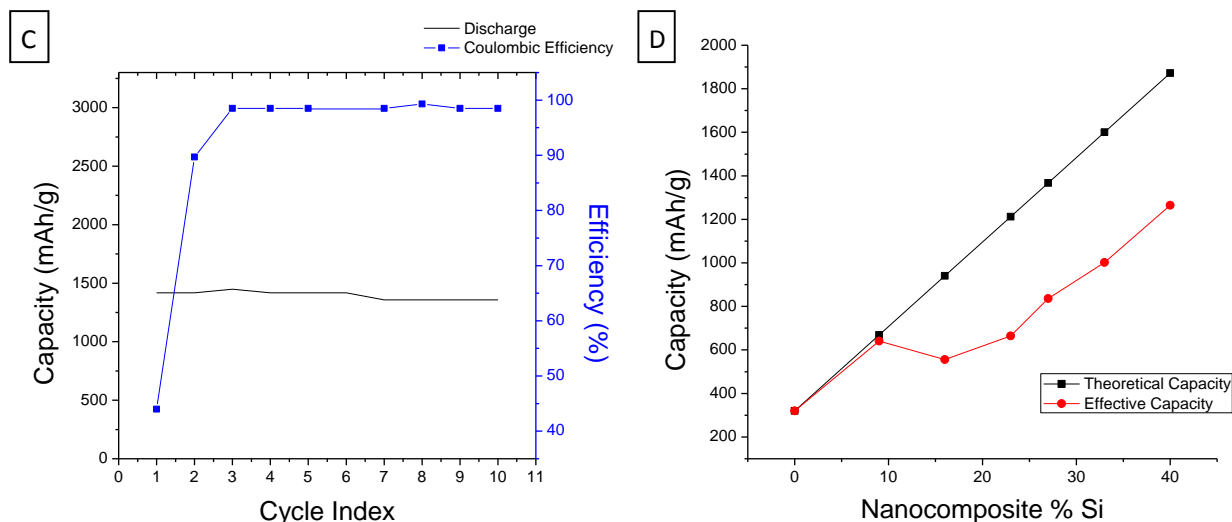 C
Discharge
Coulombic Efficiency
3000
2500
2000
1500
1000
500
0
Capacity (mAh/g)
100
90
80
70
60
50
40
Efficiency (%)
0 1 2 3 4 5 6 7 8 9 10 11
Cycle Index
D
2000
1800
1600
1400
1200
1000
800
600
400
200
Capacity (mAh/g)
Theoretical Capacity
Effective Capacity
0 10 20 30 40
Nanocomposite % Si